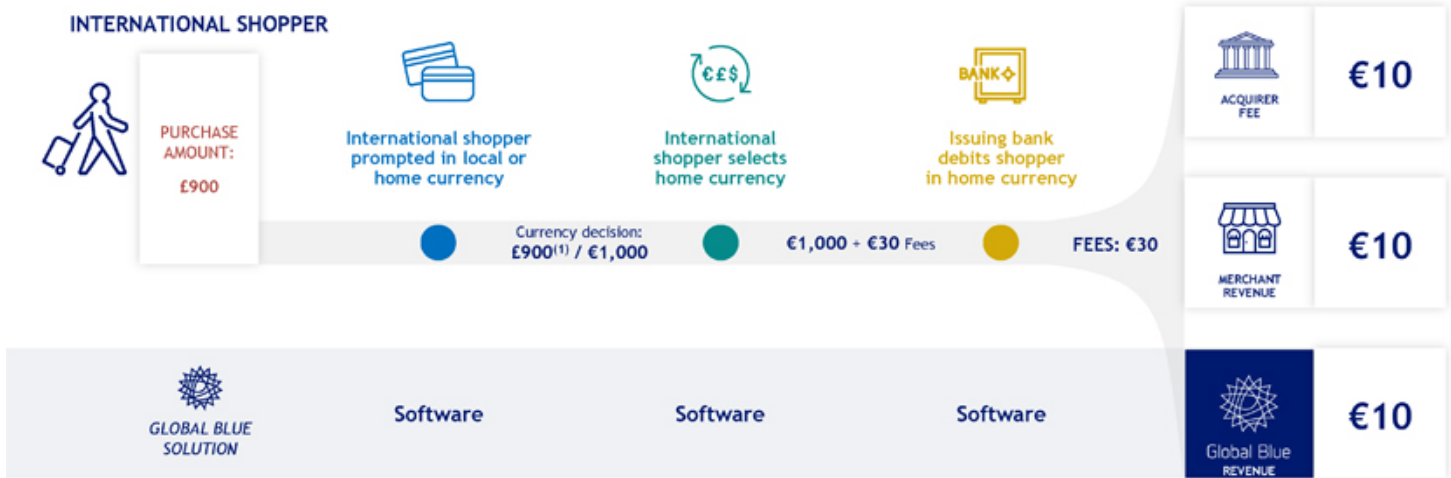 INTERNATIONAL SHOPPER
PURCHASE
AMOUNT:
£900
International shopper
prompted in local or
home currency
€£$
International
shopper selects
home currency
BANK
Issuing bank
debits shopper
in home currency
Currency decision:
£900(1) / €1,000
€1,000 + €30 Fees
FEES: €30
ACQUIRER
FEE
€10
MERCHANT
REVENUE
€10
GLOBAL BLUE
SOLUTION
Software
Software
Software
Global Blue
REVENUE
€10